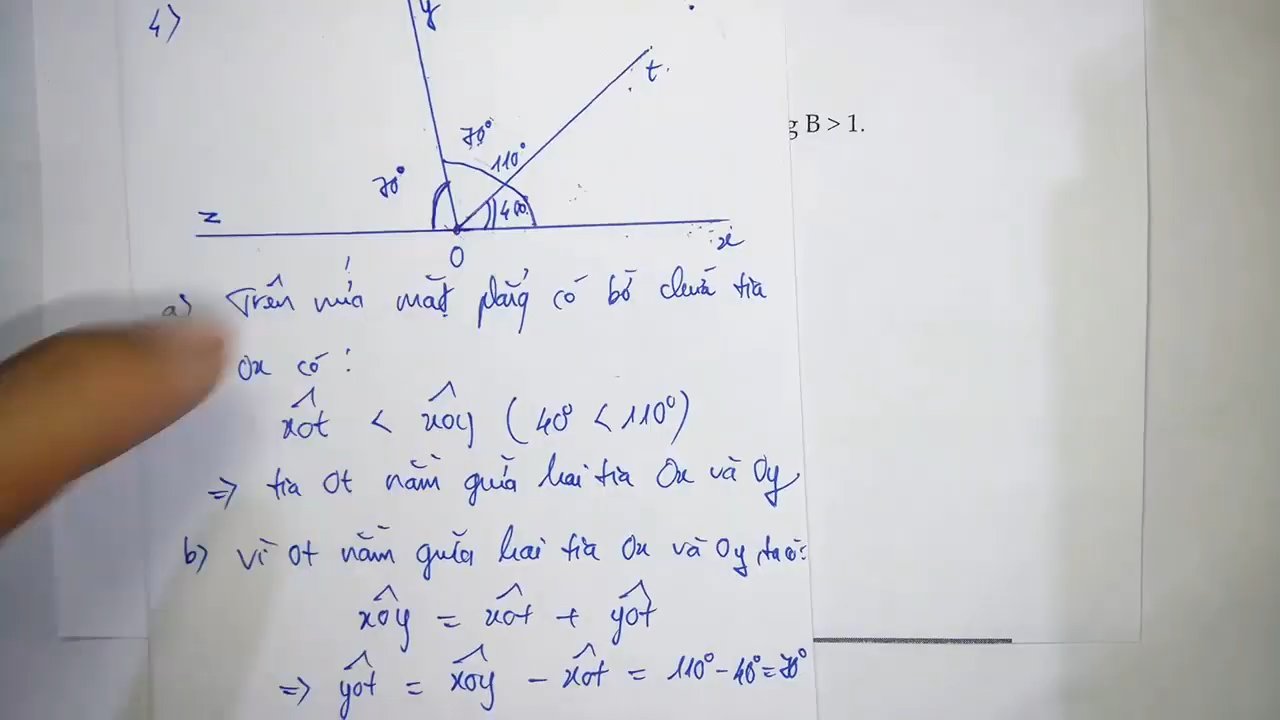 4)
y
t
70°
110°
70°
40°
z
x
O
g B > 1.
a) Trên nửa mặt phẳng có bờ chứa tia
Ox có :
xOt < xOy ( 40° < 110° )
=> tia Ot nằm giữa hai tia Ox và Oy
b) vì Ot nằm giữa hai tia Ox và Oy, ta có:
xOy = xOt + yOt
=> yOt = xOy - xOt = 110° - 40° = 70°